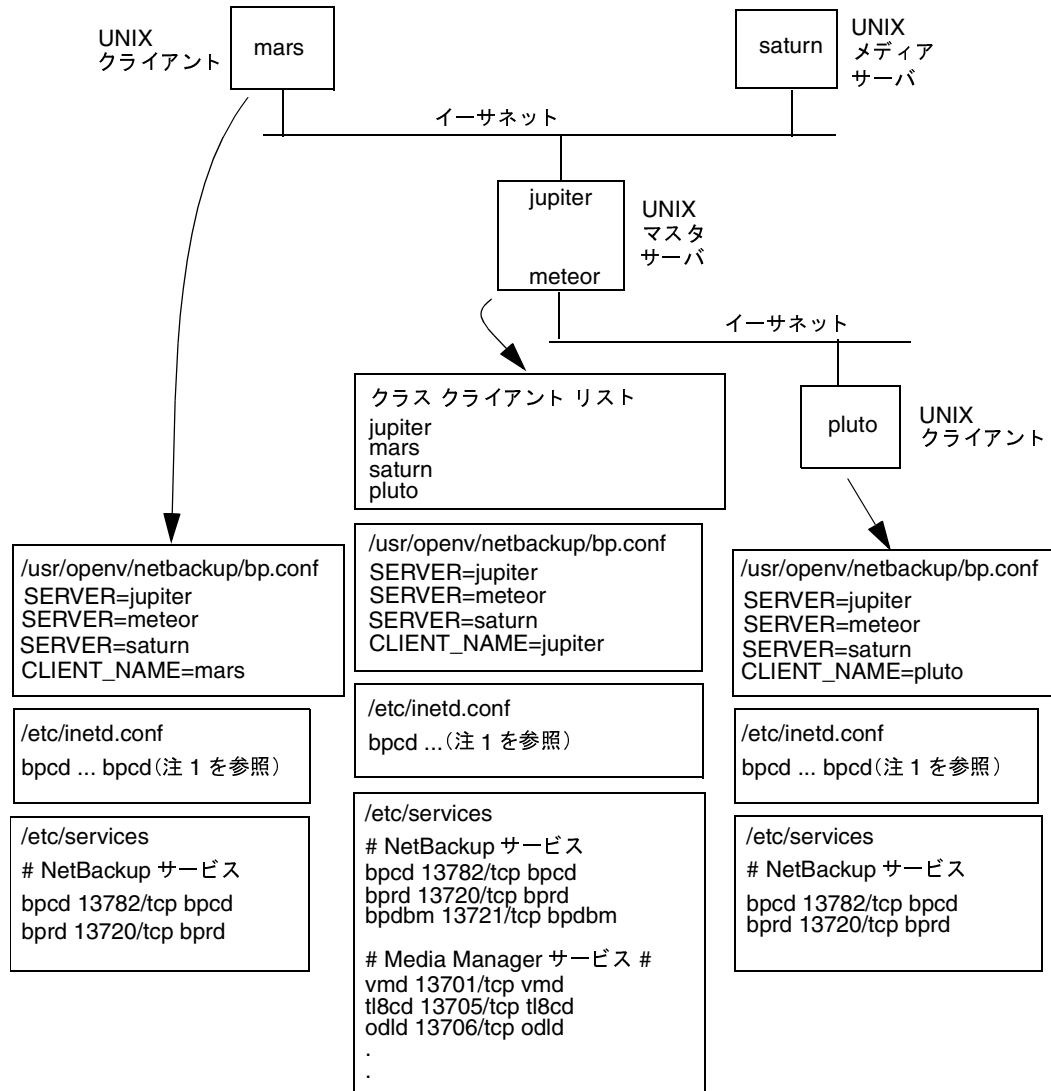 UNIX
クライアント
mars
saturn
UNIX
メディア
サーバ
イーサネット
jupiter
meteor
UNIX
マスタ
サーバ
イーサネット
クラス クライアント リスト
jupiter
mars
saturn
pluto
pluto
UNIX
クライアント
/usr/openv/netbackup/bp.conf
SERVER=jupiter
SERVER=meteor
SERVER=saturn
CLIENT_NAME=mars
/etc/inetd.conf
bpcd ... bpcd（注 1 を参照）
/etc/services
# NetBackup サービス
bpcd 13782/tcp bpcd
bprd 13720/tcp bprd
/usr/openv/netbackup/bp.conf
SERVER=jupiter
SERVER=meteor
SERVER=saturn
CLIENT_NAME=jupiter
/etc/inetd.conf
bpcd ...（注 1 を参照）
/etc/services
# NetBackup サービス
bpcd 13782/tcp bpcd
bprd 13720/tcp bprd
bpdbm 13721/tcp bpdbm
# Media Manager サービス #
vmd 13701/tcp vmd
tl8cd 13705/tcp tl8cd
odld 13706/tcp odld
.
.
/usr/openv/netbackup/bp.conf
SERVER=jupiter
SERVER=meteor
SERVER=saturn
CLIENT_NAME=pluto
/etc/inetd.conf
bpcd ... bpcd（注 1 を参照）
/etc/services
# NetBackup サービス
bpcd 13782/tcp bpcd
bprd 13720/tcp bprd